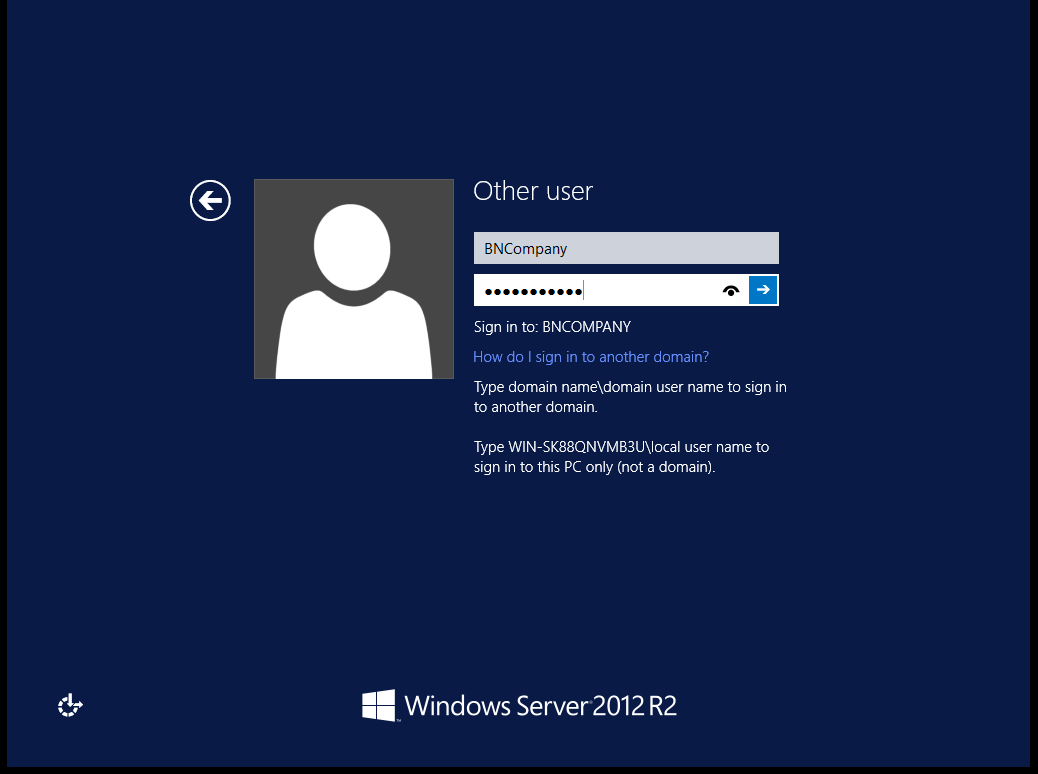 Other user
BNCompany
•••••••••••
Sign in to: BNCOMPANY
How do I sign in to another domain?
Type domain name\domain user name to sign in
to another domain.
Type WIN-SK88QNVMB3U\local user name to
sign in to this PC only (not a domain).
Windows Server 2012 R2